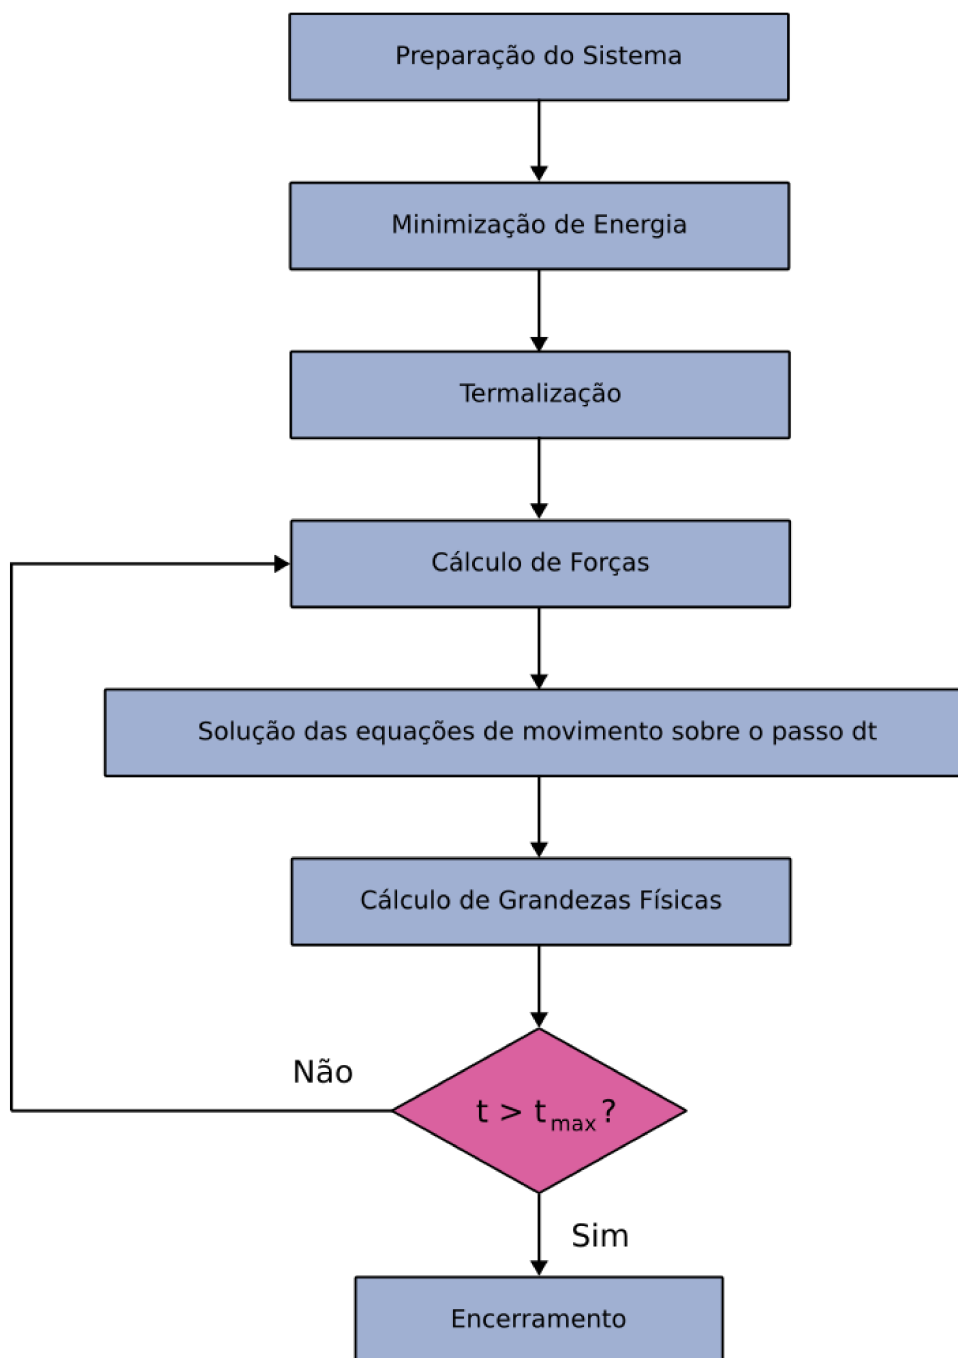 Preparação do Sistema
Minimização de Energia
Termalização
Cálculo de Forças
Solução das equações de movimento sobre o passo dt
Cálculo de Grandezas Físicas
Não
t > t_max ?
Sim
Encerramento